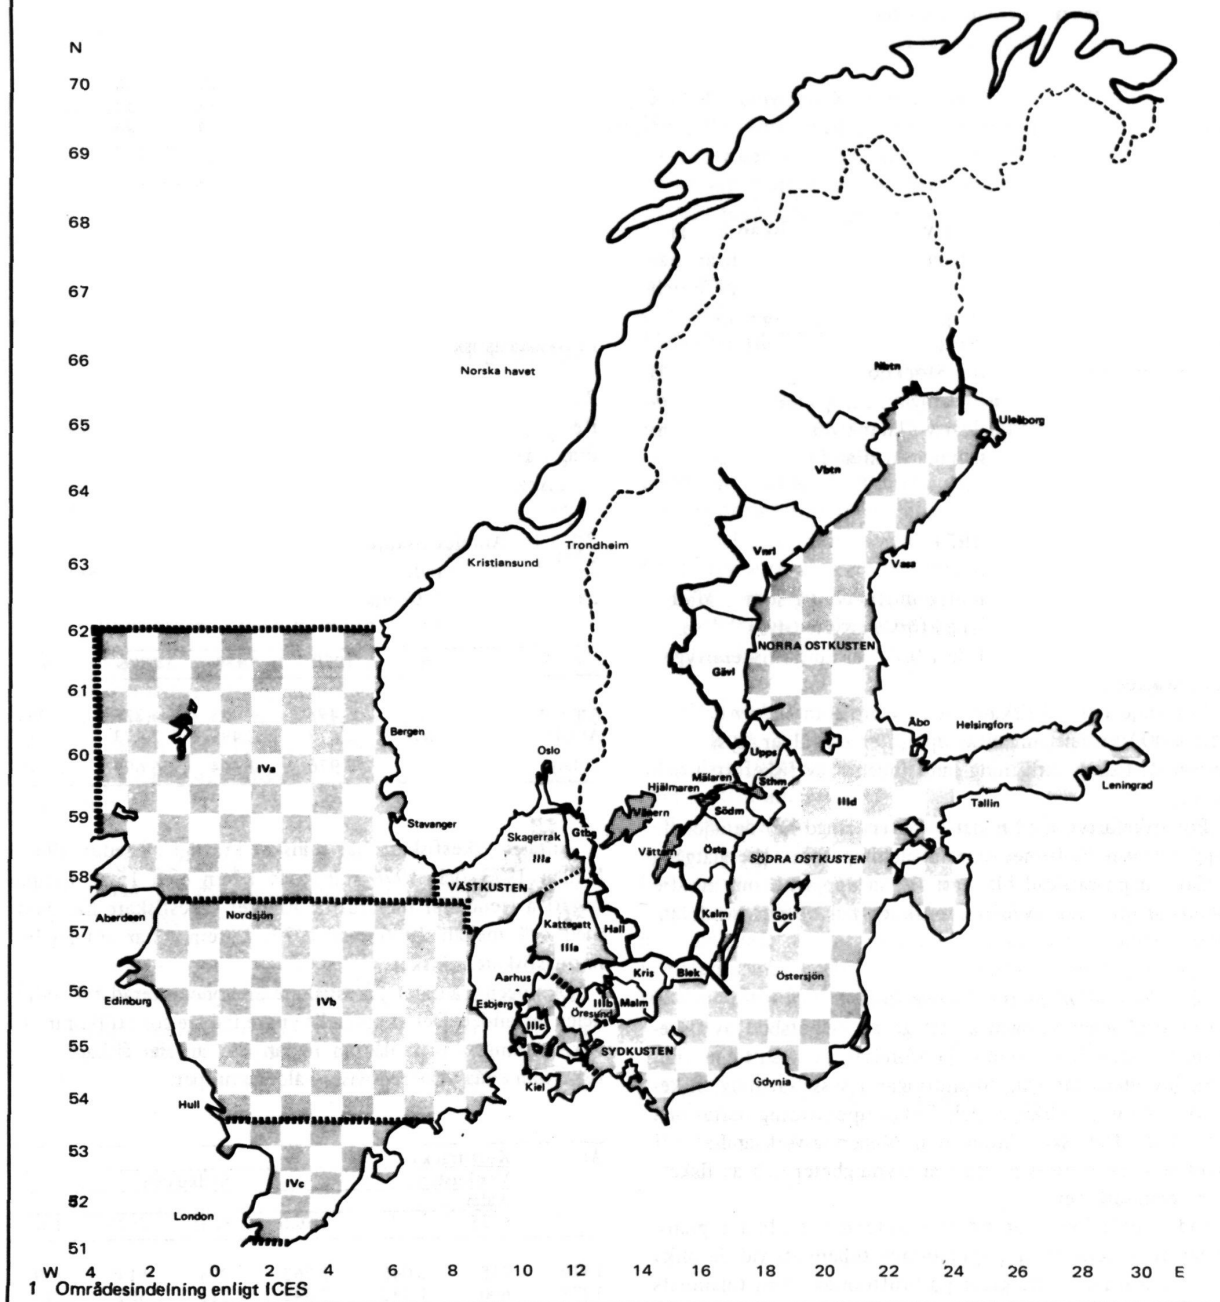 N
70
69
68
67
66
Norska havet
Nbtn
65
Uleåborg
Vbtn
64
Trondheim
Kristiansund
63
Vnrl
Vasa
62
NORRA OSTKUSTEN
Gävl
61
Bergen
Åbo
Helsingfors
60
IVa
Oslo
Upps
Mälaren
Sthm
Hjälmaren
Leningrad
59
Stavanger
Skagerrak
Gtbg
Vänern
Södm
IIId
Tallin
IIIa
Vättern
Östg
SÖDRA OSTKUSTEN
58
VÄSTKUSTEN
Aberdeen
Nordsjön
57
Kattegatt
Hall
Kalm
Gotl
IIIa
Aarhus
Kris
Blek
Östersjön
56
Edinburg
IVb
Esbjerg
IIIb
Malm
Öresund
IIIc
55
SYDKUSTEN
Kiel
Gdynia
54
Hull
53
IVc
52
London
51
W 4 2 0 2 4 6 8 10 12 14 16 18 20 22 24 26 28 30 E
1 Områdesindelning enligt ICES